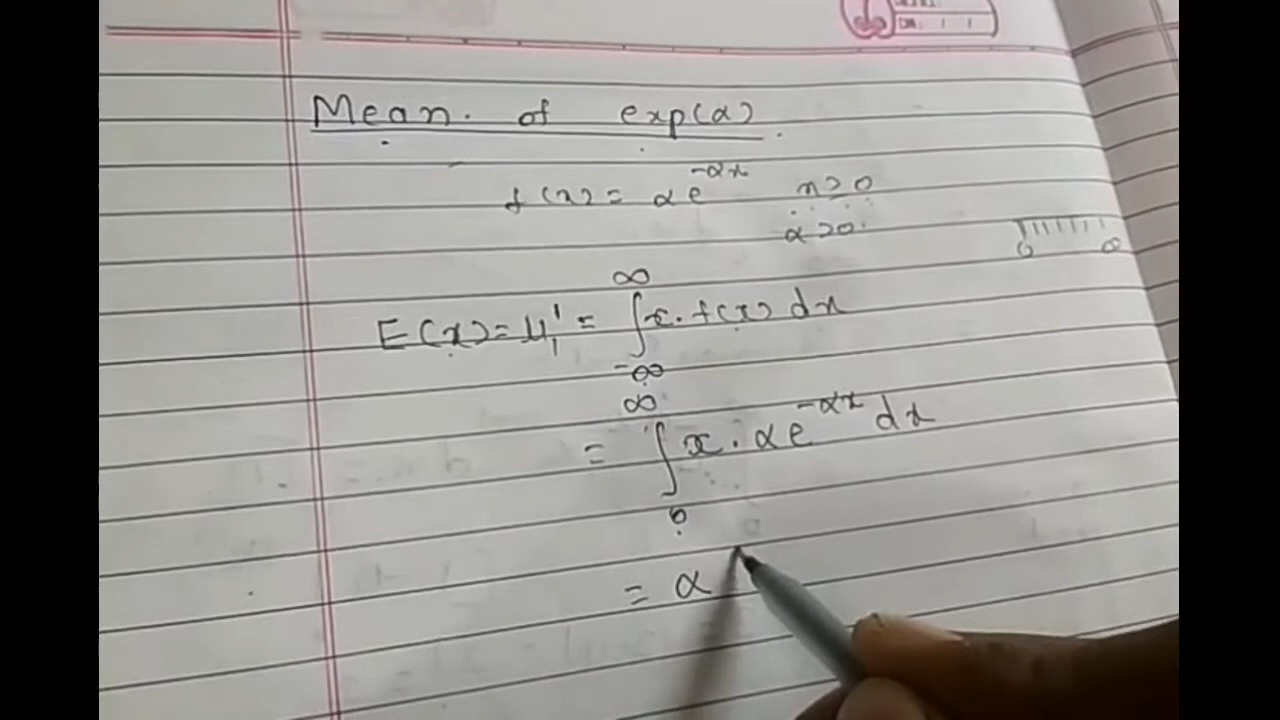 Mean. of exp(α)
f(x) = αe^{-αx} x ≥ 0
α > 0
0 ∞
E(x) = μ₁' = ∫_{-∞}^{∞} x. f(x) dx
= ∫_{0}^{∞} x . αe^{-αx} dx
= α